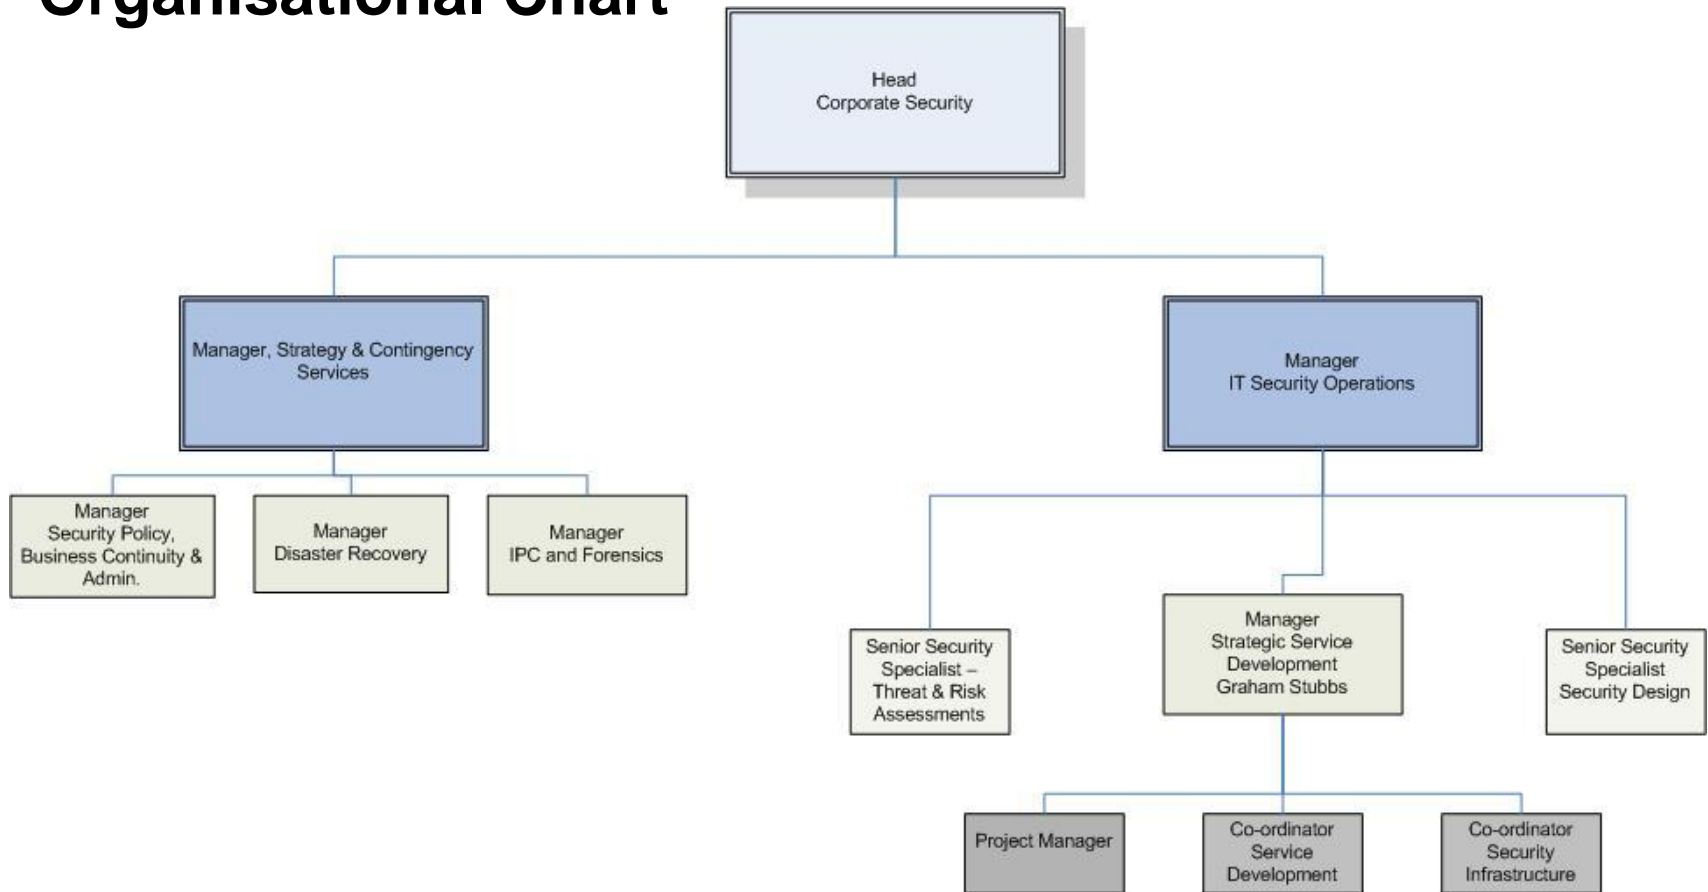 Organisational Chart
Head
Corporate Security
Manager, Strategy & Contingency
Services
Manager
IT Security Operations
Manager
Security Policy,
Business Continuity &
Admin.
Manager
Disaster Recovery
Manager
IPC and Forensics
Senior Security
Specialist –
Threat & Risk
Assessments
Manager
Strategic Service
Development
Graham Stubbs
Senior Security
Specialist
Security Design
Project Manager
Co-ordinator
Service
Development
Co-ordinator
Security
Infrastructure